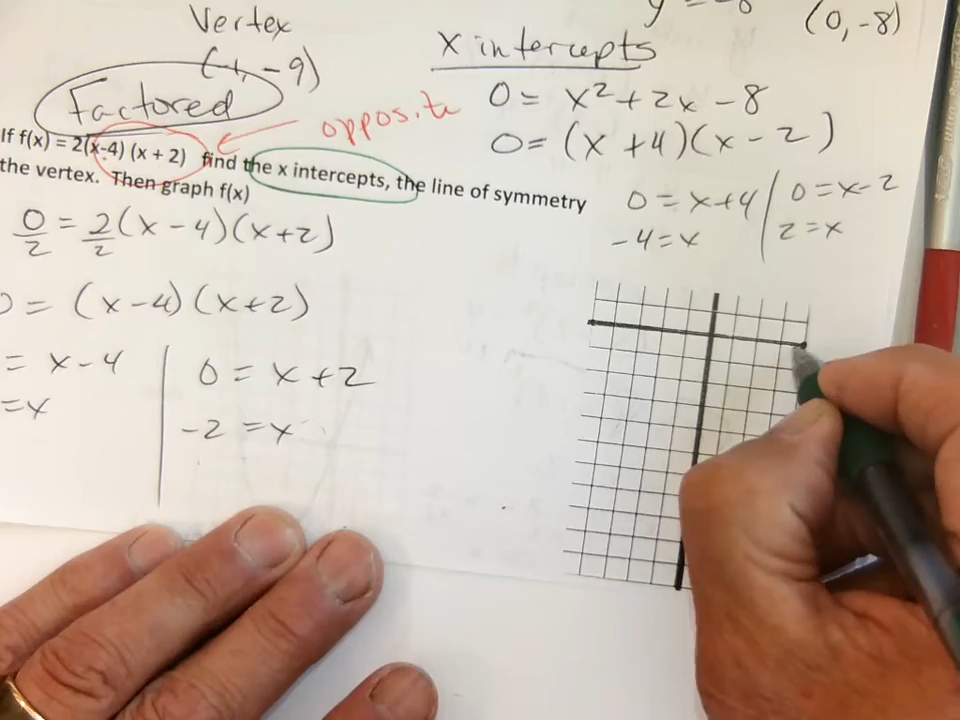 Vertex
(-1, -9)
Factored
opposite
If f(x) = 2(x-4) (x + 2) find the x intercepts, the line of symmetry
the vertex. Then graph f(x)
0/2 = 2/2 (x - 4)(x + 2)
0 = (x - 4)(x + 2)
= x - 4
= x
0 = x + 2
-2 = x
(0, -8)
X intercepts
0 = x² + 2x - 8
0 = (x + 4)(x - 2)
0 = x + 4 | 0 = x - 2
-4 = x | 2 = x